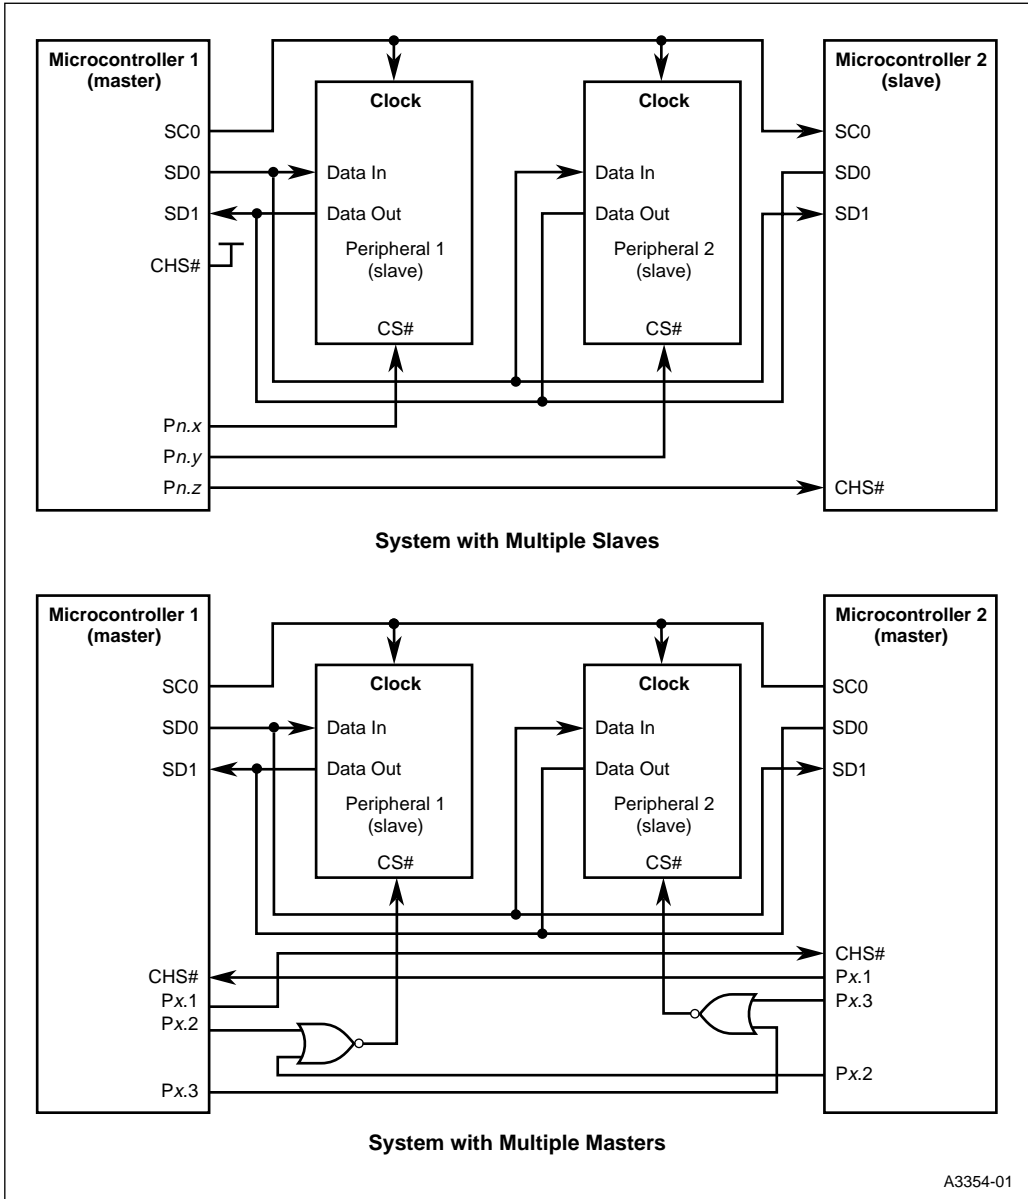 Microcontroller 1
(master)
SC0
SD0
SD1
CHS#
Pn.x
Pn.y
Pn.z
Clock
Data In
Data Out
Peripheral 1
(slave)
CS#
Clock
Data In
Data Out
Peripheral 2
(slave)
CS#
Microcontroller 2
(slave)
SC0
SD0
SD1
CHS#
System with Multiple Slaves
Microcontroller 1
(master)
SC0
SD0
SD1
CHS#
Px.1
Px.2
Px.3
Clock
Data In
Data Out
Peripheral 1
(slave)
CS#
Clock
Data In
Data Out
Peripheral 2
(slave)
CS#
Microcontroller 2
(master)
SC0
SD0
SD1
CHS#
Px.1
Px.3
Px.2
System with Multiple Masters
A3354-01